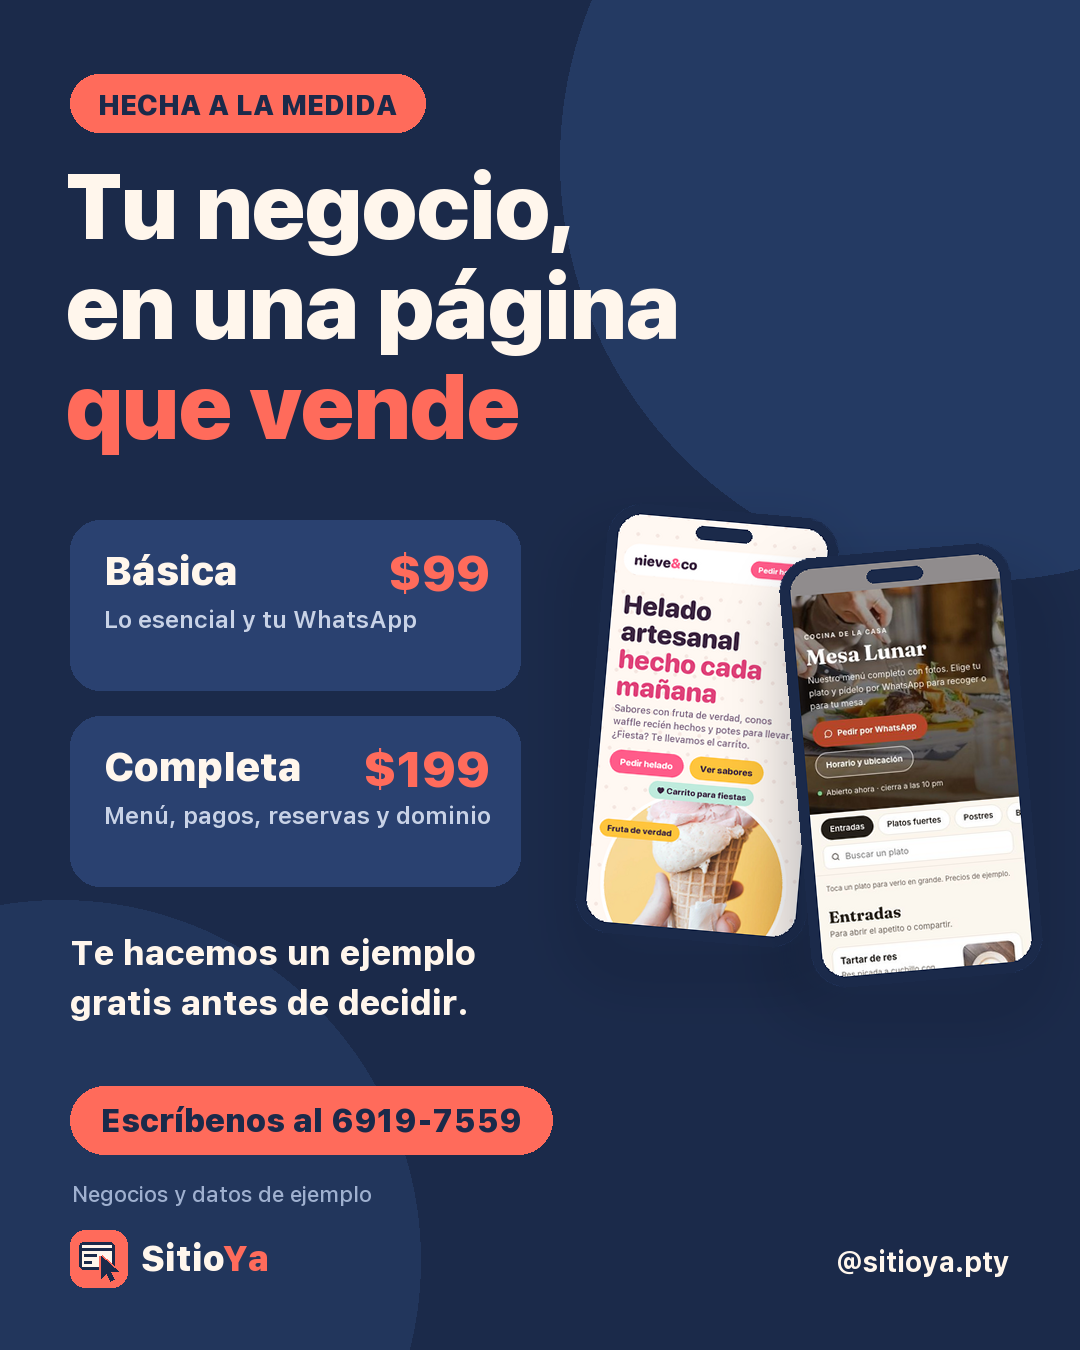 HECHA A LA MEDIDA
Tu negocio,
en una página
que vende
Básica $99
Lo esencial y tu WhatsApp
Completa $199
Menú, pagos, reservas y dominio
nieve&co
Pedir
Helado
artesanal
hecho cada
mañana
Sabores con fruta de verdad, conos
waffle recién hechos y potes para llevar.
¿Fiesta? Te llevamos el carrito.
Pedir helado
Ver sabores
Carrito para fiestas
Fruta de verdad
COCINA DE LA CASA
Mesa Lunar
Nuestro menú completo con fotos. Elige tu
plato y pídelo por WhatsApp para recoger o
para tu mesa.
Pedir por WhatsApp
Horario y ubicación
Abierto ahora · cierra a las 10 pm
Entradas Platos fuertes Postres
Buscar un plato
Toca un plato para verlo en grande. Precios de ejemplo.
Entradas
Para abrir el apetito o compartir.
Tartar de res
Res picada a cuchillo con
Te hacemos un ejemplo
gratis antes de decidir.
Escríbenos al 6919-7559
Negocios y datos de ejemplo
SitioYa
@sitioya.pty